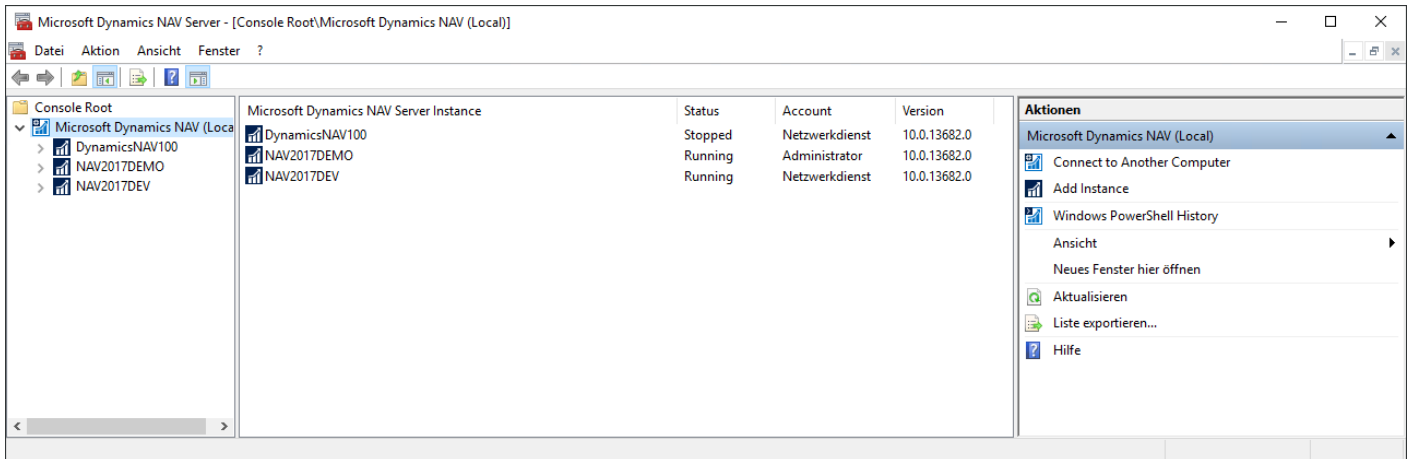 Microsoft Dynamics NAV Server - [Console Root\Microsoft Dynamics NAV (Local)]
Datei Aktion Ansicht Fenster ?
Console Root
Microsoft Dynamics NAV (Loca
DynamicsNAV100
NAV2017DEMO
NAV2017DEV
Microsoft Dynamics NAV Server Instance Status Account Version
DynamicsNAV100 Stopped Netzwerkdienst 10.0.13682.0
NAV2017DEMO Running Administrator 10.0.13682.0
NAV2017DEV Running Netzwerkdienst 10.0.13682.0
Aktionen
Microsoft Dynamics NAV (Local)
Connect to Another Computer
Add Instance
Windows PowerShell History
Ansicht
Neues Fenster hier öffnen
Aktualisieren
Liste exportieren...
Hilfe